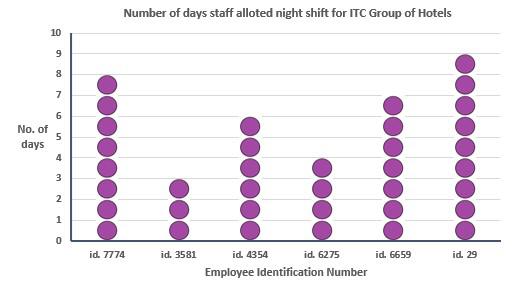 Number of days staff alloted night shift for ITC Group of Hotels
10
9
8
7
6
5
4
3
2
1
0
No. of
days
id. 7774 id. 3581 id. 4354 id. 6275 id. 6659 id. 29
Employee Identification Number